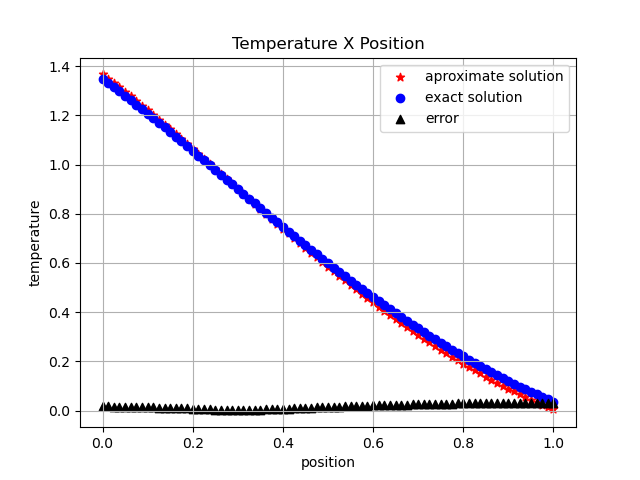 Temperature X Position
1.4
1.2
1.0
0.8
0.6
0.4
0.2
0.0
temperature
aproximate solution
exact solution
error
0.0 0.2 0.4 0.6 0.8 1.0
position